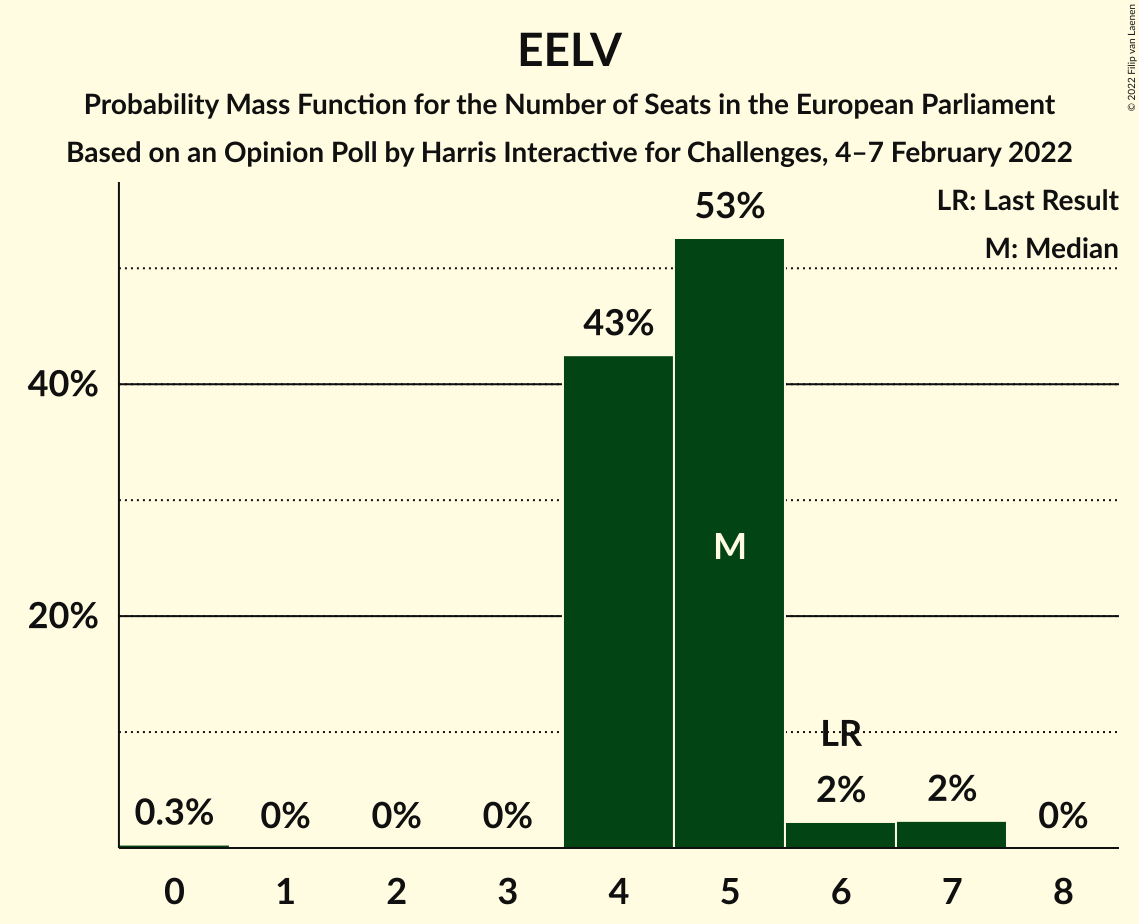 EELV
Probability Mass Function for the Number of Seats in the European Parliament
Based on an Opinion Poll by Harris Interactive for Challenges, 4–7 February 2022
© 2022 Filip van Laenen
LR: Last Result
M: Median
53%
43%
40%
M
20%
LR
0.3%
0%
0%
0%
2%
2%
0%
0
1
2
3
4
5
6
7
8